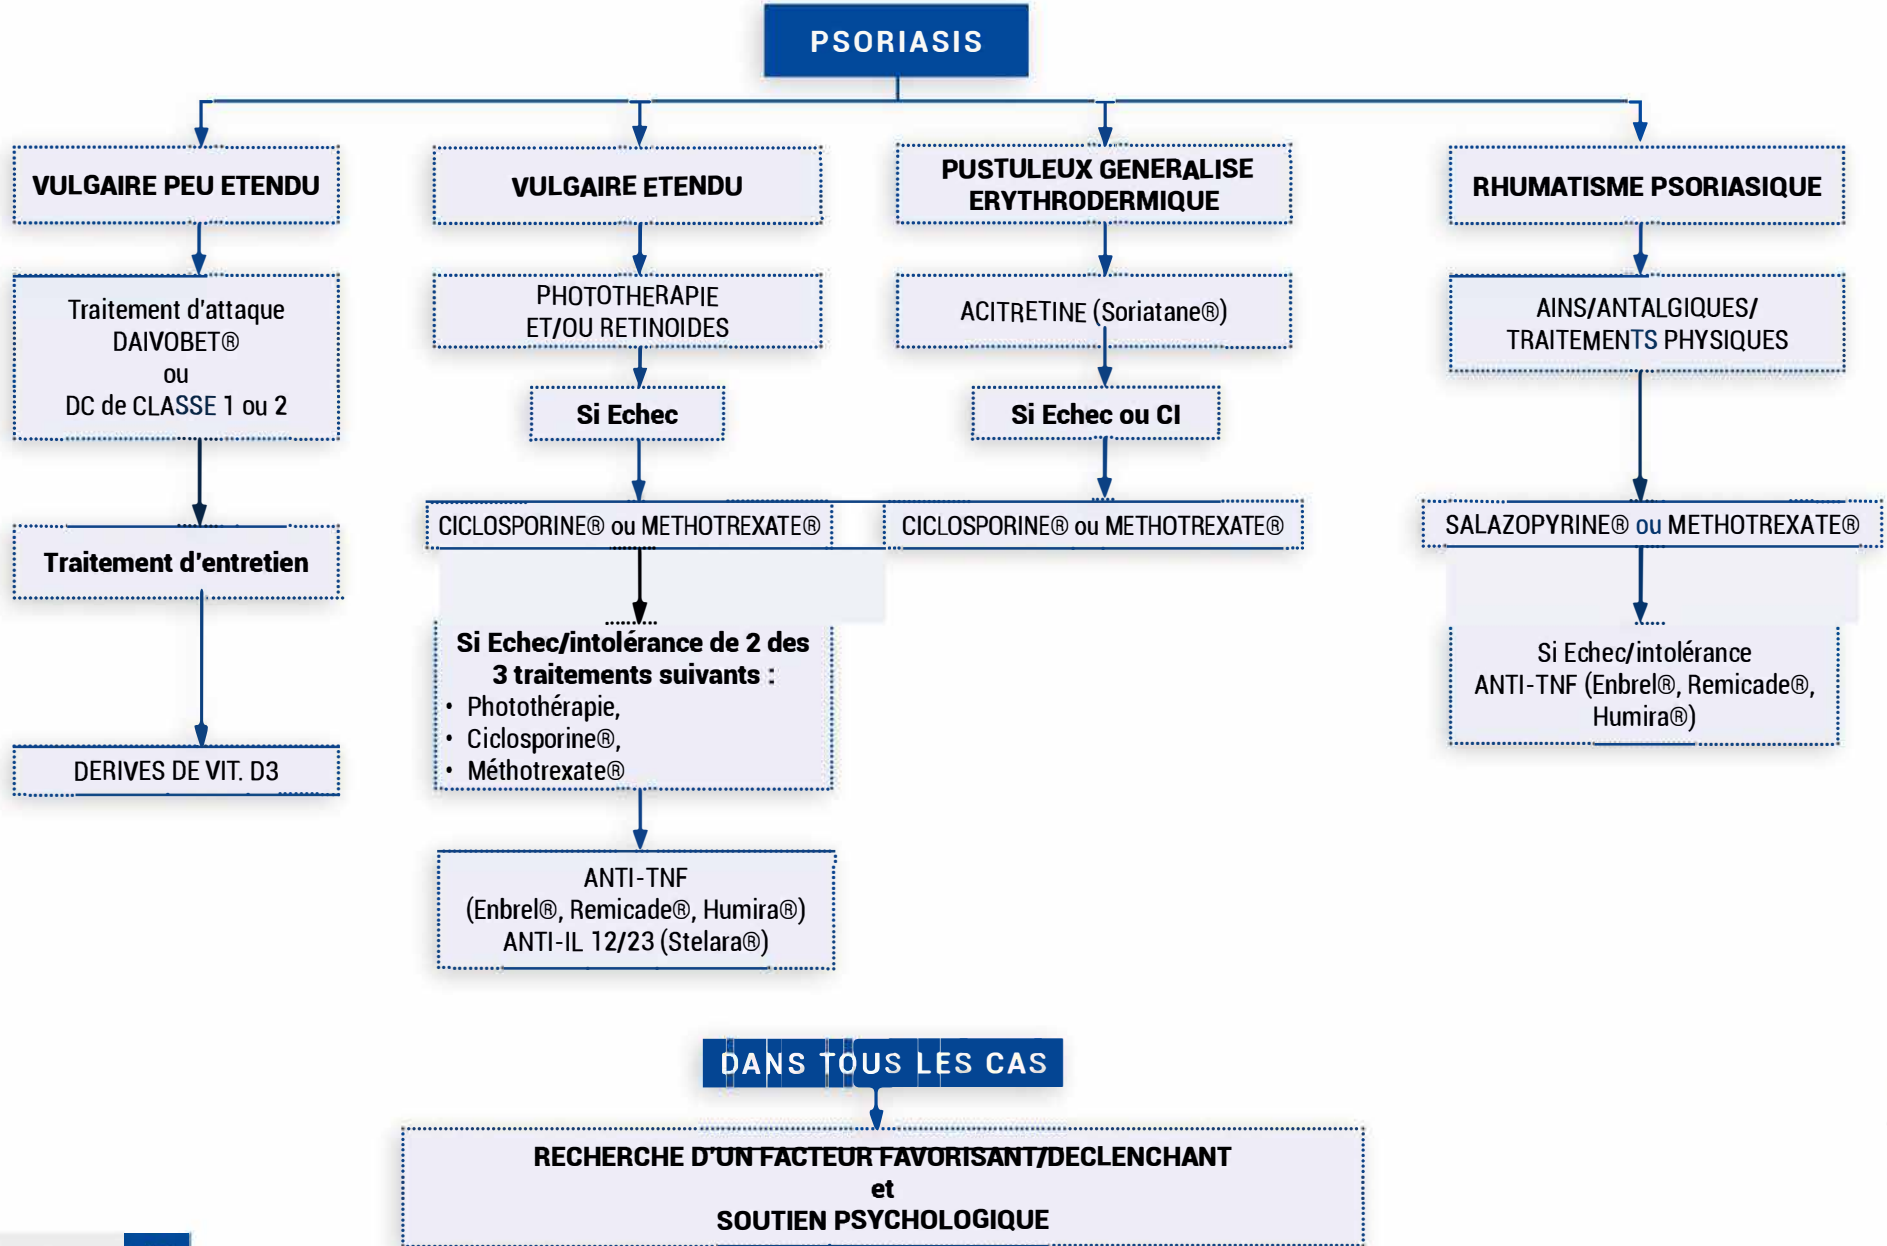 PSORIASIS
VULGAIRE PEU ETENDU
Traitement d'attaque
DAIVOBET®
ou
DC de CLASSE 1 ou 2
Traitement d'entretien
DERIVES DE VIT. D3
VULGAIRE ETENDU
PHOTOTHERAPIE
ET/OU RETINOIDES
Si Echec
CICLOSPORINE® ou METHOTREXATE®
Si Echec/intolérance de 2 des
3 traitements suivants :
• Photothérapie,
• Ciclosporine®,
• Méthotrexate®
ANTI-TNF
(Enbrel®, Remicade®, Humira®)
ANTI-IL 12/23 (Stelara®)
PUSTULEUX GENERALISE
ERYTHRODERMIQUE
ACITRETINE (Soriatane®)
Si Echec ou CI
CICLOSPORINE® ou METHOTREXATE®
RHUMATISME PSORIASIQUE
AINS/ANTALGIQUES/
TRAITEMENTS PHYSIQUES
SALAZOPYRINE® ou METHOTREXATE®
Si Echec/intolérance
ANTI-TNF (Enbrel®, Remicade®,
Humira®)
DANS TOUS LES CAS
RECHERCHE D'UN FACTEUR FAVORISANT/DECLENCHANT
et
SOUTIEN PSYCHOLOGIQUE